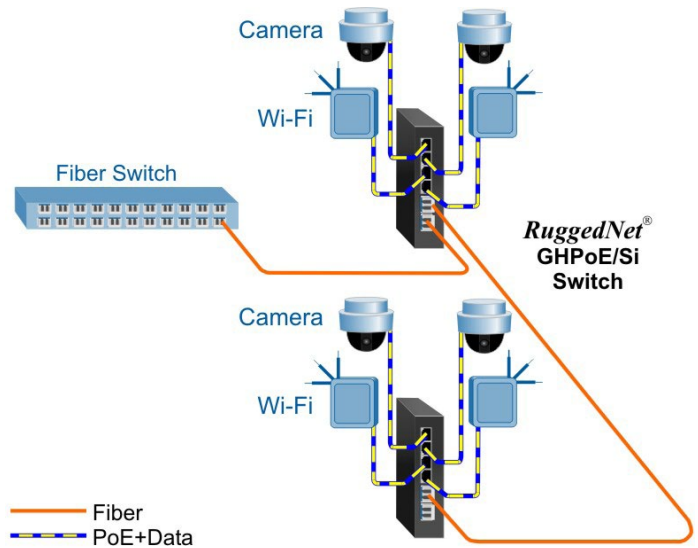 Camera
Wi-Fi
Fiber Switch
RuggedNet®
GHPoE/Si
Switch
Camera
Wi-Fi
Fiber
PoE+Data